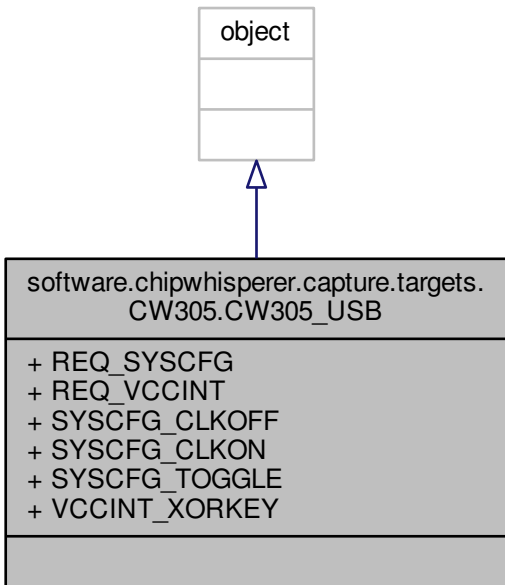 object
software.chipwhisperer.capture.targets.
CW305.CW305_USB
+ REQ_SYSCFG
+ REQ_VCCINT
+ SYSCFG_CLKOFF
+ SYSCFG_CLKON
+ SYSCFG_TOGGLE
+ VCCINT_XORKEY